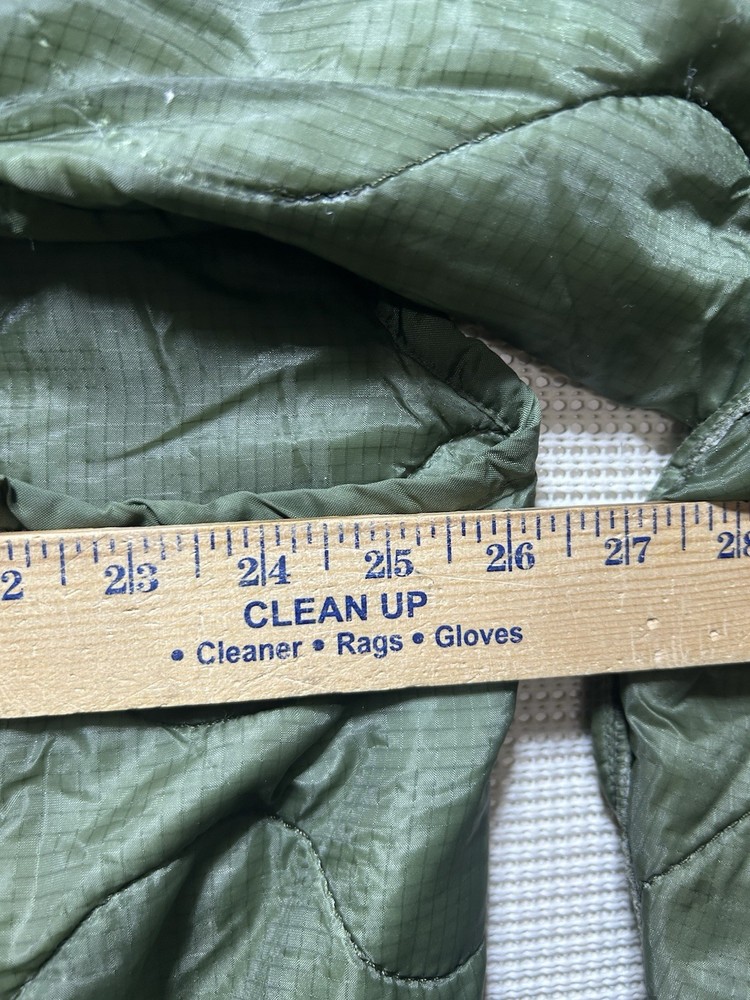 2 23 24 25 26 27 28
CLEAN UP
• Cleaner • Rags • Gloves